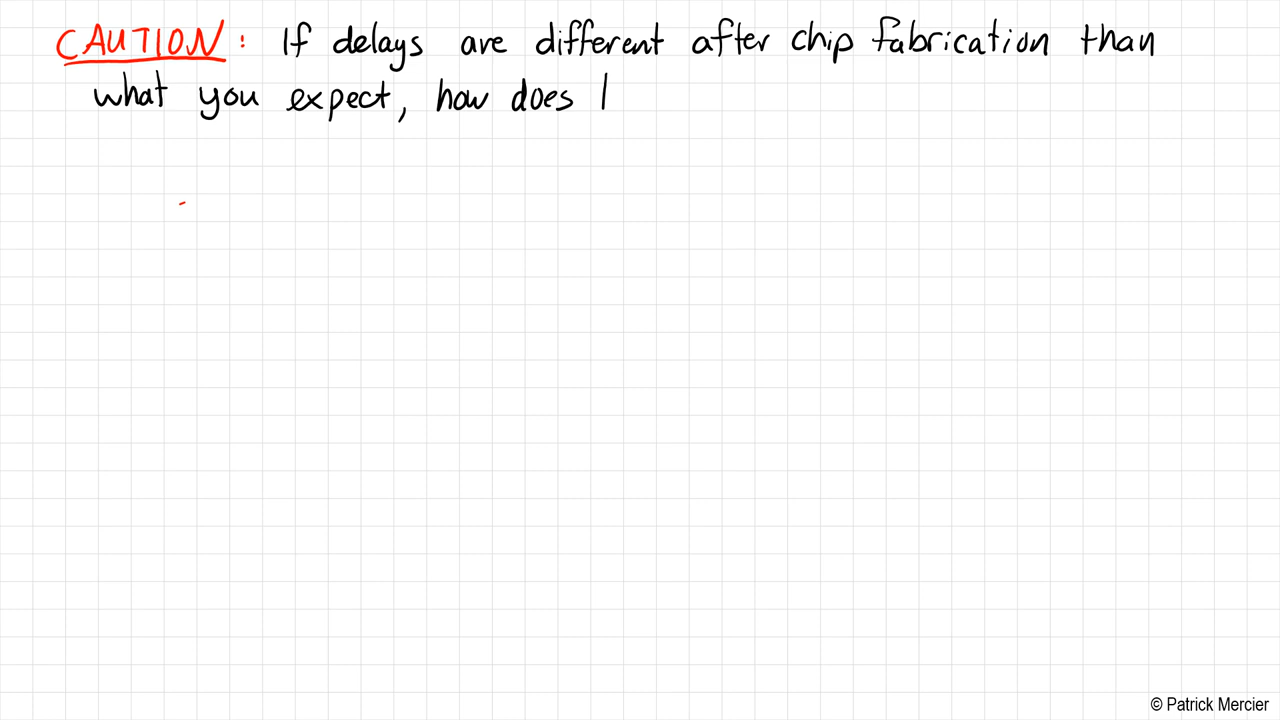 CAUTION: If delays are different after chip fabrication than
what you expect, how does
© Patrick Mercier